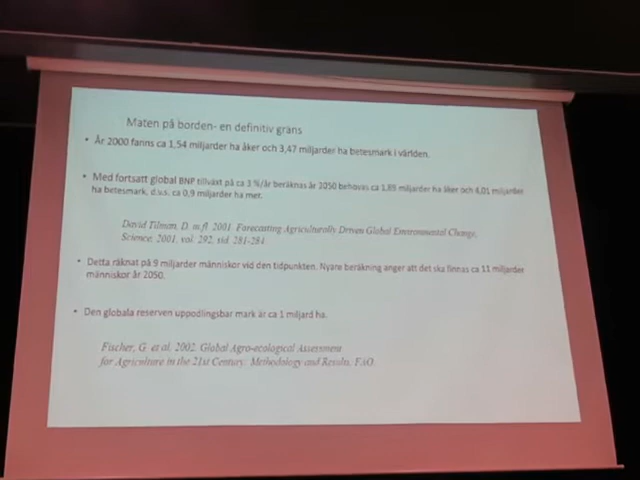 Maten på borden- en definitiv gräns
• År 2000 fanns ca 1,54 miljarder ha åker och 3,47 miljarder ha betesmark i världen.
• Med fortsatt global BNP tillväxt på ca 3 %/år beräknas år 2050 behövas ca 1,89 miljarder ha åker och 4,01 miljarder
ha betesmark, d.v.s. ca 0,9 miljarder ha mer.
David Tilman, D. m.fl. 2001. Forecasting Agriculturally Driven Global Environmental Change,
Science, 2001, vol. 292, sid. 281-284
• Detta räknat på 9 miljarder människor vid den tidpunkten. Nyare beräkning anger att det ska finnas ca 11 miljarder
människor år 2050.
• Den globala reserven uppodlingsbar mark är ca 1 miljard ha.
Fischer, G. et al. 2002. Global Agro-ecological Assessment
for Agriculture in the 21st Century: Methodology and Results. FAO.